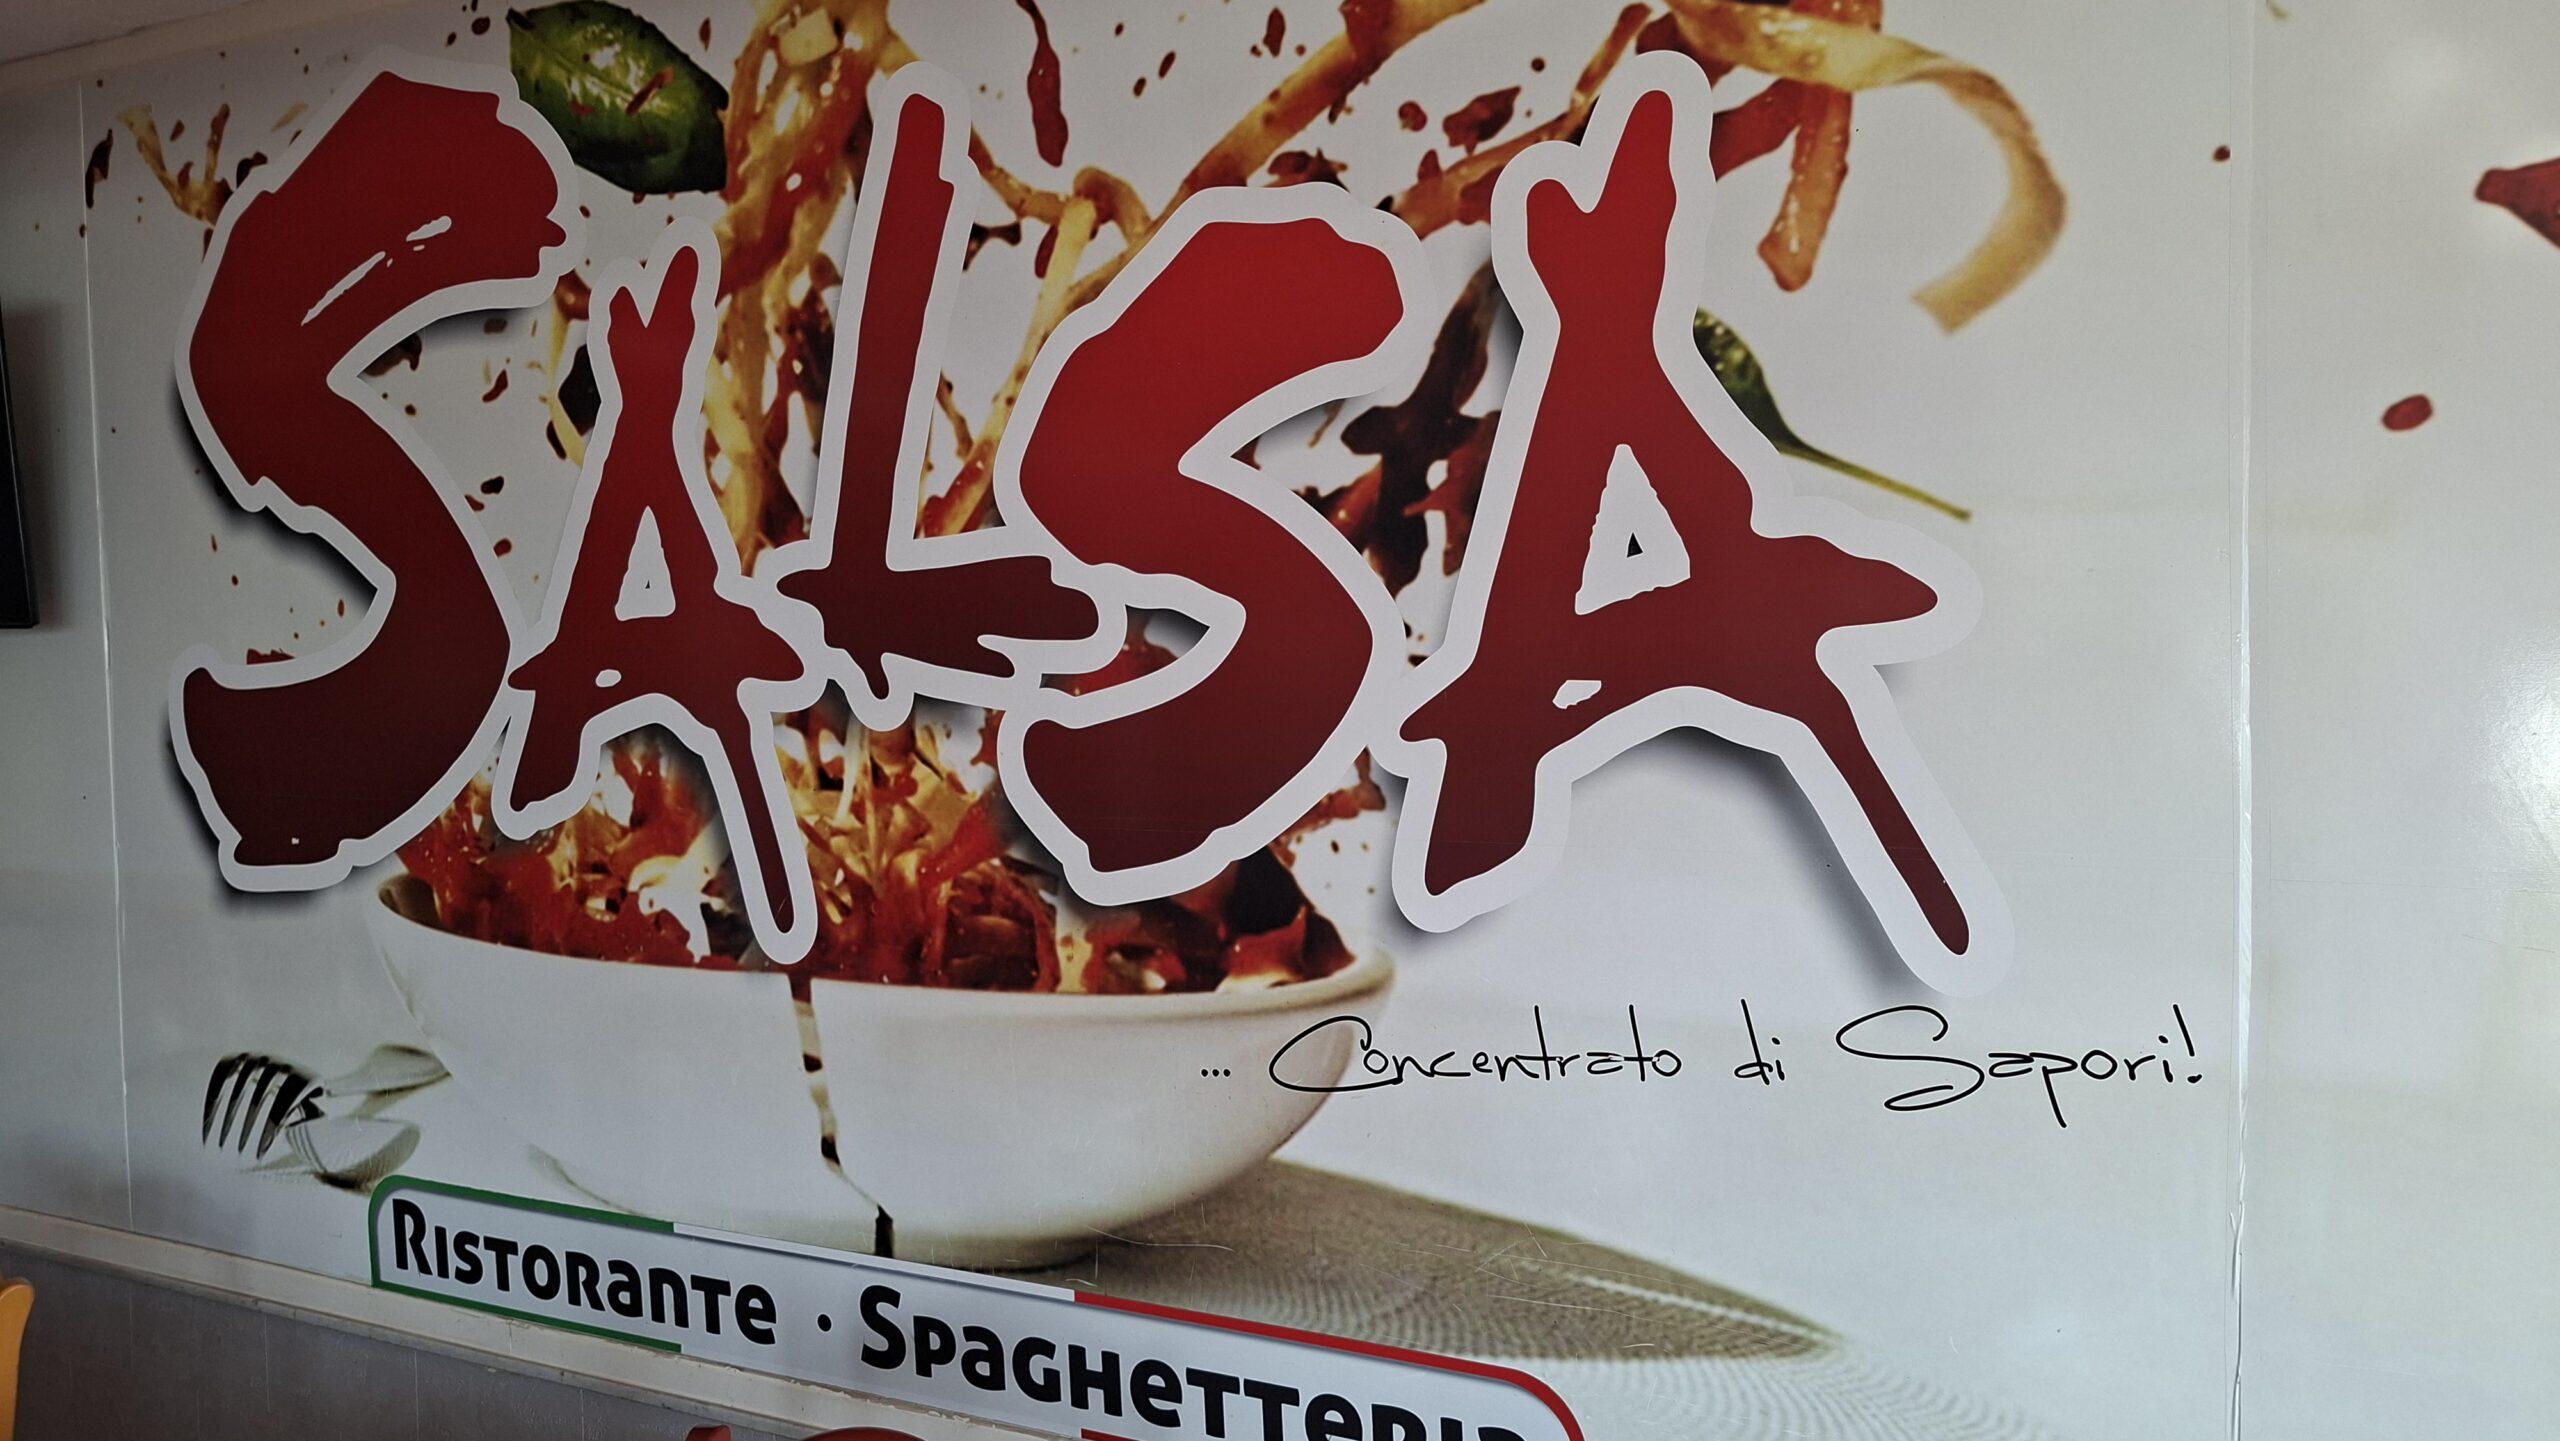 SALSA
... Concentrato di Sapori!
RISTORANTE · SPAGHETTERIA